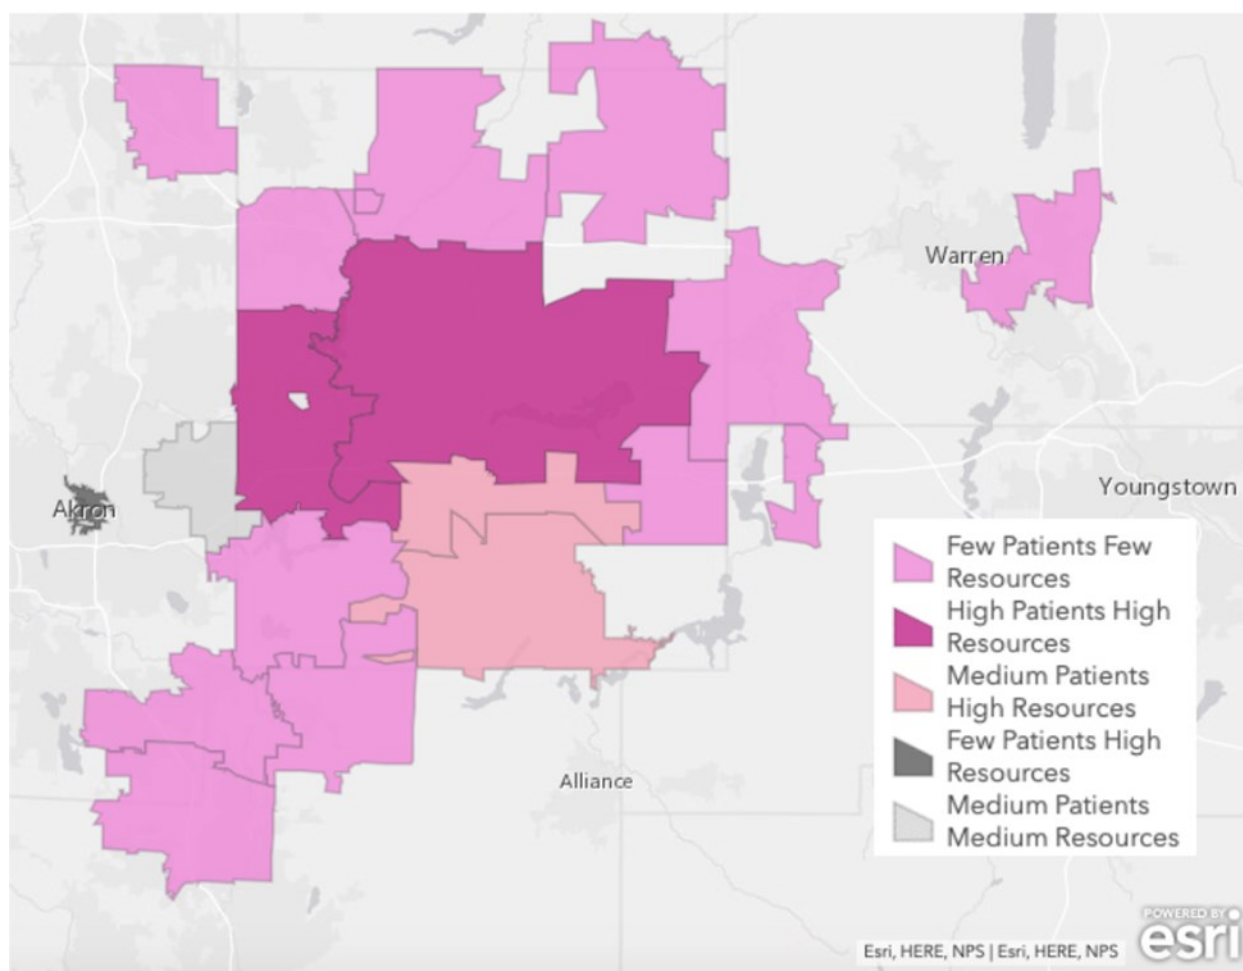 Warren
Akron
Youngstown
Few Patients Few
Resources
High Patients High
Resources
Medium Patients
High Resources
Few Patients High
Resources
Medium Patients
Medium Resources
Alliance
POWERED BY
esri
Esri, HERE, NPS | Esri, HERE, NPS